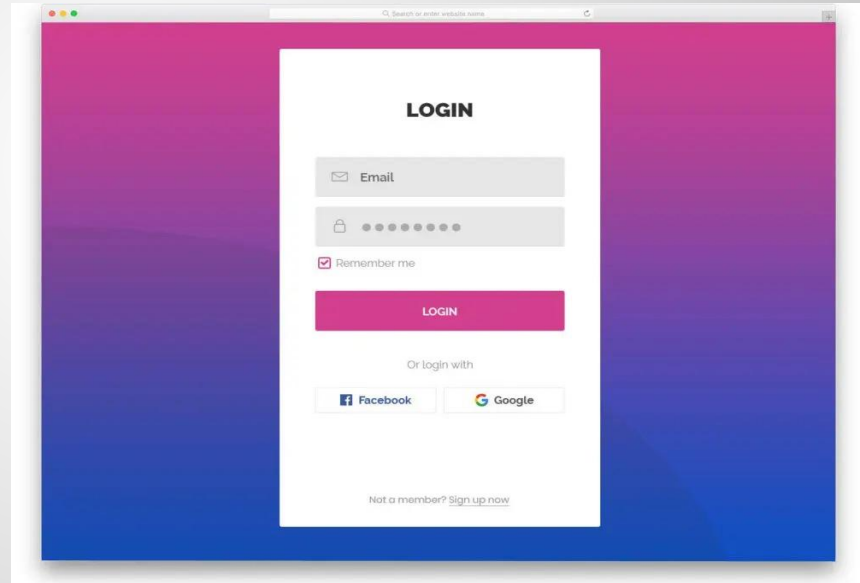 Search or enter website name
LOGIN
Email
Remember me
LOGIN
Or login with
Facebook
Google
Not a member? Sign up now